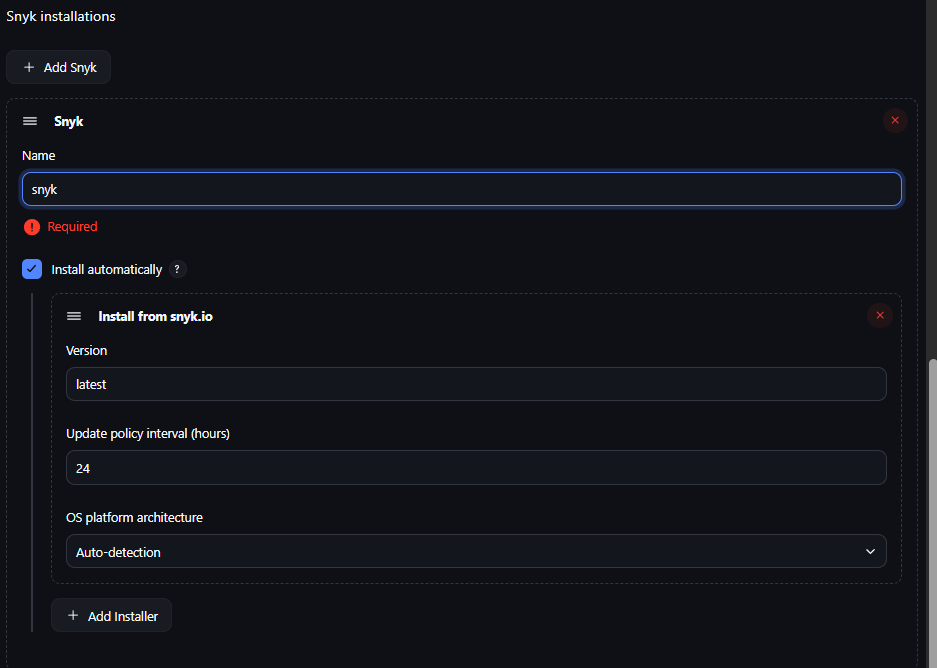 Snyk installations
+ Add Snyk
Snyk
Name
snyk
Required
Install automatically ?
Install from snyk.io
Version
latest
Update policy interval (hours)
24
OS platform architecture
Auto-detection
+ Add Installer